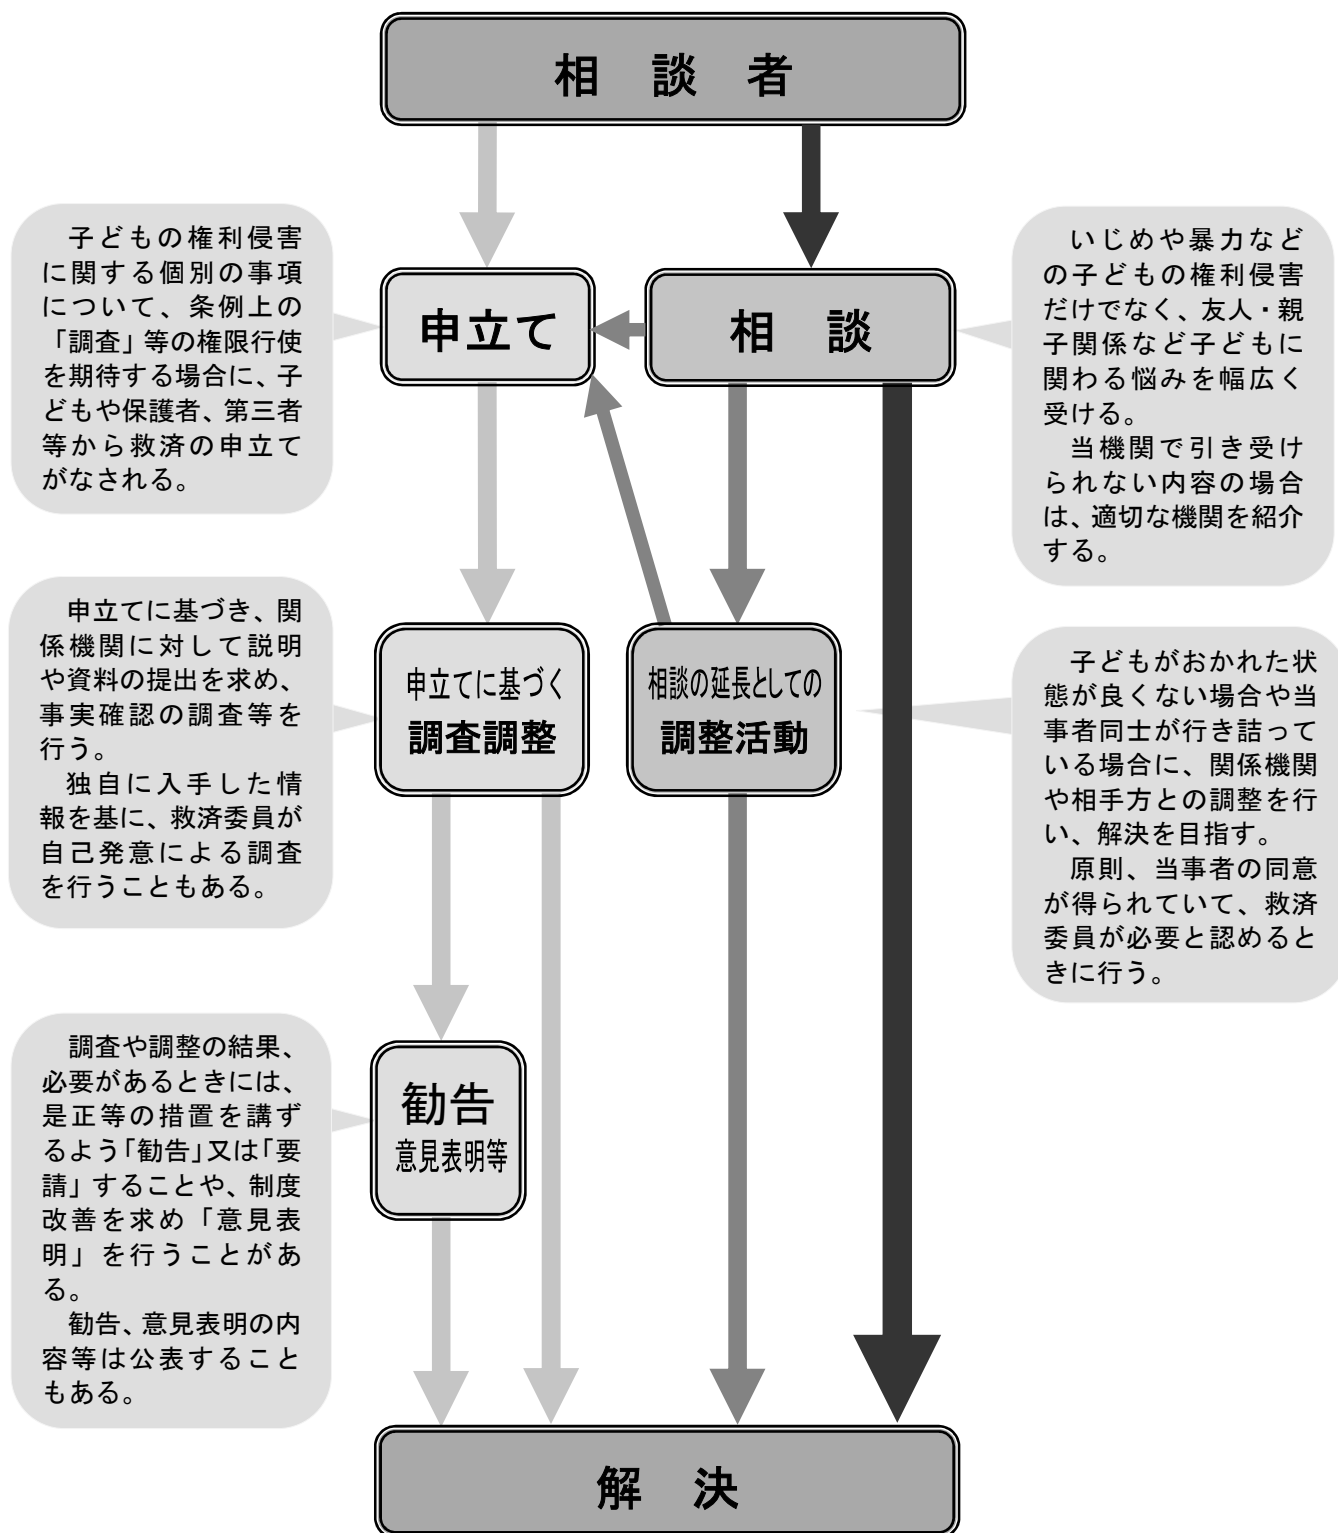 相　談　者
子どもの権利侵害
に関する個別の事項
について、条例上の
「調査」等の権限行使
を期待する場合に、子
どもや保護者、第三者
等から救済の申立て
がなされる。
申立て
相　談
いじめや暴力など
の子どもの権利侵害
だけでなく、友人・親
子関係など子どもに
関わる悩みを幅広く
受ける。
当機関で引き受け
られない内容の場合
は、適切な機関を紹介
する。
申立てに基づき、関
係機関に対して説明
や資料の提出を求め、
事実確認の調査等を
行う。
独自に入手した情
報を基に、救済委員が
自己発意による調査
を行うこともある。
申立てに基づく
調査調整
相談の延長としての
調整活動
子どもがおかれた状
態が良くない場合や当
事者同士が行き詰って
いる場合に、関係機関
や相手方との調整を行
い、解決を目指す。
原則、当事者の同意
が得られていて、救済
委員が必要と認めると
きに行う。
調査や調整の結果、
必要があるときには、
是正等の措置を講ず
るよう「勧告」又は「要
請」することや、制度
改善を求め「意見表
明」を行うことがあ
る。
勧告、意見表明の内
容等は公表すること
もある。
勧告
意見表明等
解　決